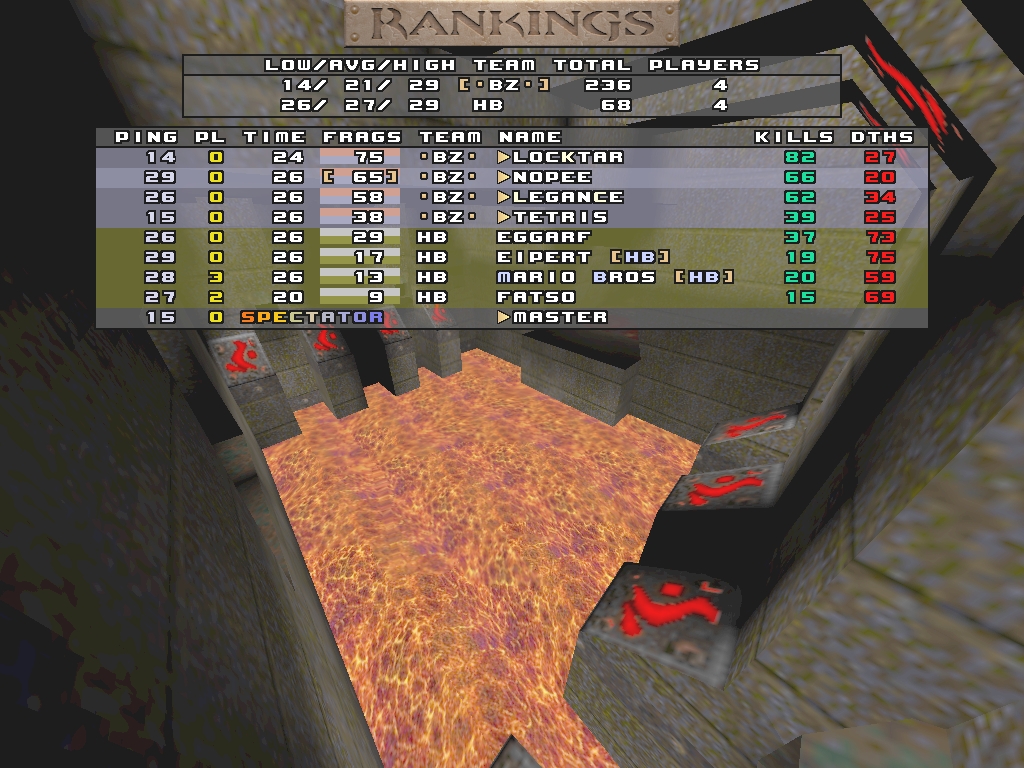 RANKINGS
LOW/AVG/HIGH TEAM TOTAL PLAYERS
14/ 21/ 29 [·BZ·] 236 4
26/ 27/ 29 HB 68 4
PING PL TIME FRAGS TEAM NAME KILLS DTHS
14 0 24 75 ·BZ· ▷LOCKTAR 82 27
29 0 26 [ 65] ·BZ· ▷NOPEE 66 20
26 0 26 58 ·BZ· ▷LEGANCE 62 34
15 0 26 38 ·BZ· ▷TETRIS 39 25
26 0 26 29 HB EGGARF 37 73
29 0 26 17 HB EIPERT [HB] 19 75
28 3 26 13 HB MARIO BROS [HB] 20 59
27 2 20 9 HB FATSO 15 69
15 0 SPECTATOR ▷MASTER